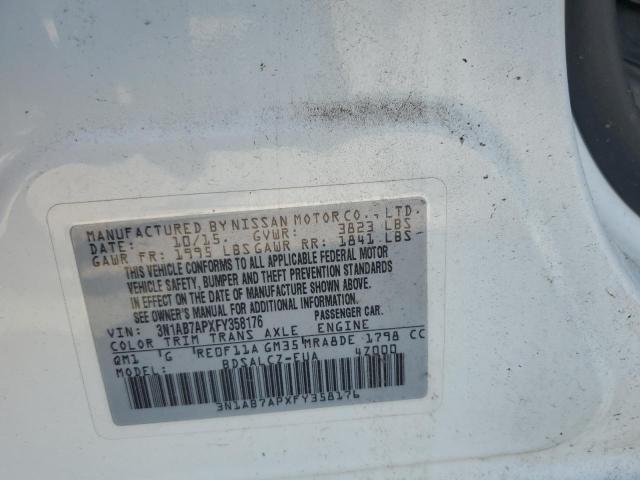 MANUFACTURED BY NISSAN MOTOR CO., LTD.
DATE: 10/15 GVWR: 3823 LBS
GAWR FR: 1995 LBS GAWR RR: 1841 LBS
THIS VEHICLE CONFORMS TO ALL APPLICABLE FEDERAL MOTOR
VEHICLE SAFETY, BUMPER AND THEFT PREVENTION STANDARDS
IN EFFECT ON THE DATE OF MANUFACTURE SHOWN ABOVE.
SEE OWNER'S MANUAL FOR ADDITIONAL INFORMATION.
VIN: 3N1AB7APXFY358176 PASSENGER CAR.
COLOR TRIM TRANS AXLE ENGINE
QM1 G RE0F11A GM35 MRA8DE 1798 CC
MODEL: BDSALCZ-EUA 4Z000
3N1AB7APXFY358176